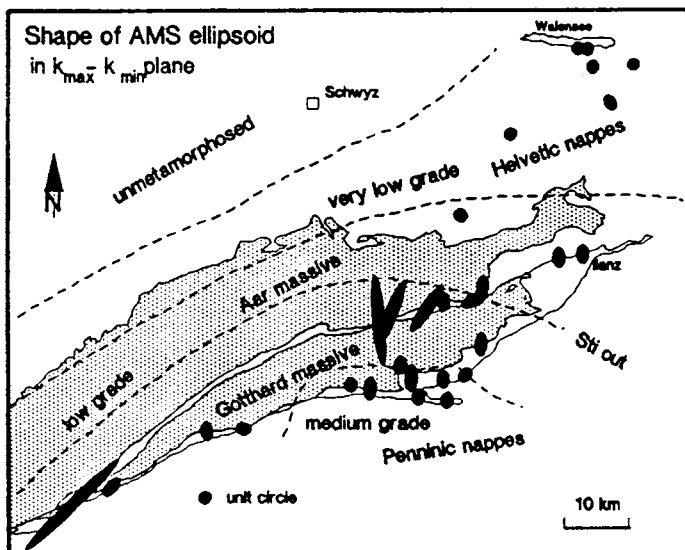 Shape of AMS ellipsoid
in kmax- kmin plane
Walensee
Schwyz
unmetamorphosed
N
very low grade
Helvetic nappes
Aar massive
Ilanz
low grade
Gotthard massive
Stl out
medium grade
Penninic nappes
unit circle
10 km